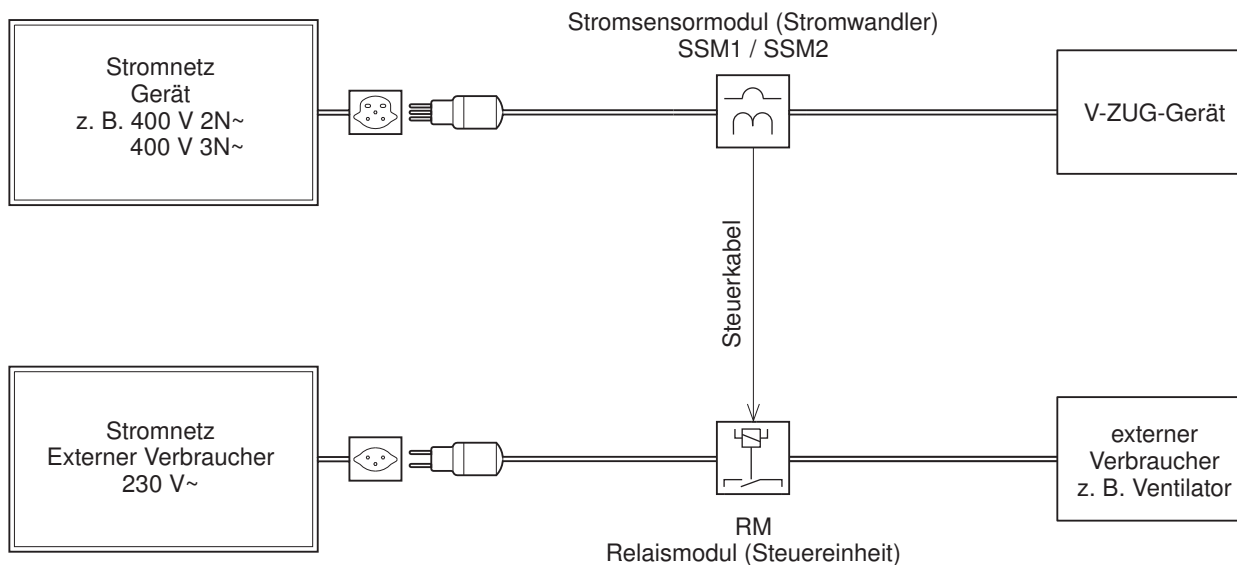 Stromsensormodul (Stromwandler)
SSM1 / SSM2
Stromnetz
Gerät
z. B. 400 V 2N~
400 V 3N~
V-ZUG-Gerät
Steuerkabel
Stromnetz
Externer Verbraucher
230 V~
externer
Verbraucher
z. B. Ventilator
RM
Relaismodul (Steuereinheit)